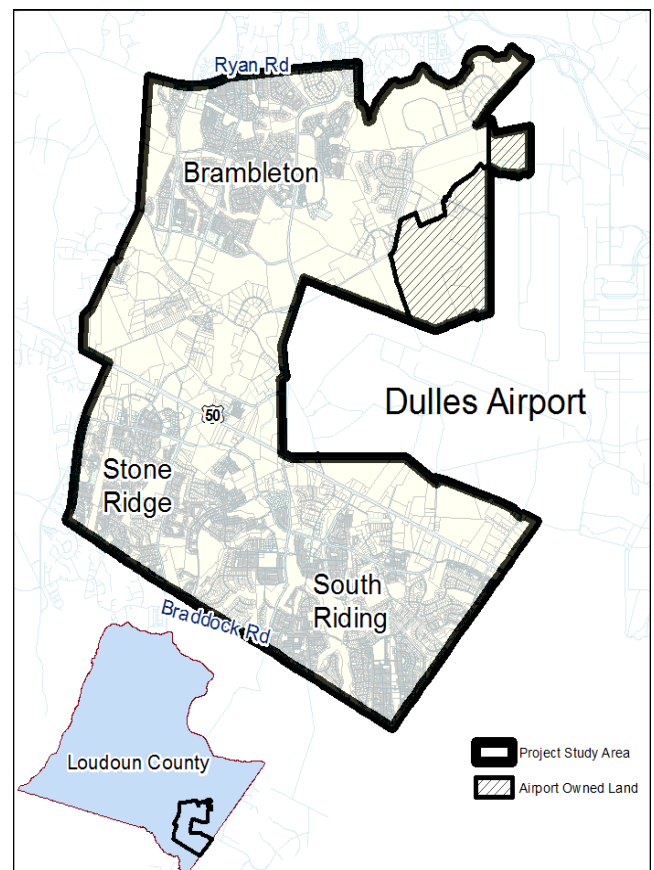 Ryan Rd
Brambleton
Dulles Airport
50
Stone
Ridge
South
Riding
Braddock Rd
Loudoun County
Project Study Area
Airport Owned Land